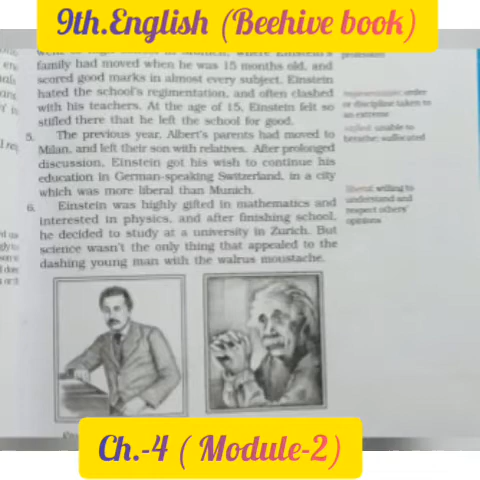 9th.English (Beehive book)
family had moved when he was 15 months old, and
scored good marks in almost every subject. Einstein
hated the school's regimentation, and often clashed
with his teachers. At the age of 15, Einstein felt so
stifled there that he left the school for good.
5. The previous year, Albert's parents had moved to
Milan, and left their son with relatives. After prolonged
discussion, Einstein got his wish to continue his
education in German-speaking Switzerland, in a city
which was more liberal than Munich.
6. Einstein was highly gifted in mathematics and
interested in physics, and after finishing school,
he decided to study at a university in Zurich. But
science wasn't the only thing that appealed to the
dashing young man with the walrus moustache.
order
or discipline taken to
an extreme
unable to
breathe; suffocated
liberal: willing to
understand and
respect others'
opinions
Ch.-4 ( Module-2)